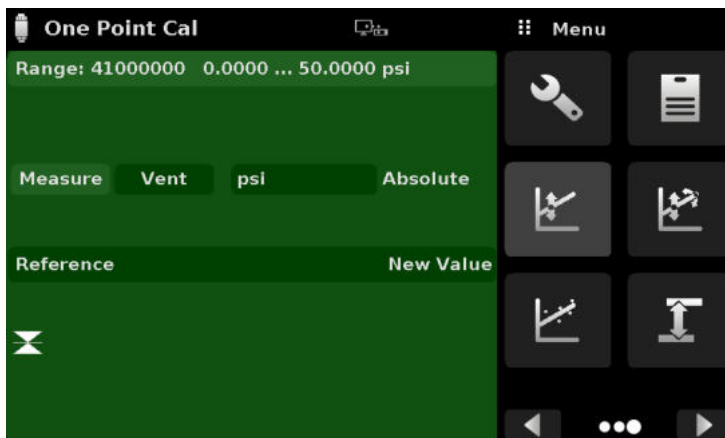 One Point Cal
Menu
Range: 41000000 0.0000 ... 50.0000 psi
Measure Vent psi Absolute
Reference New Value